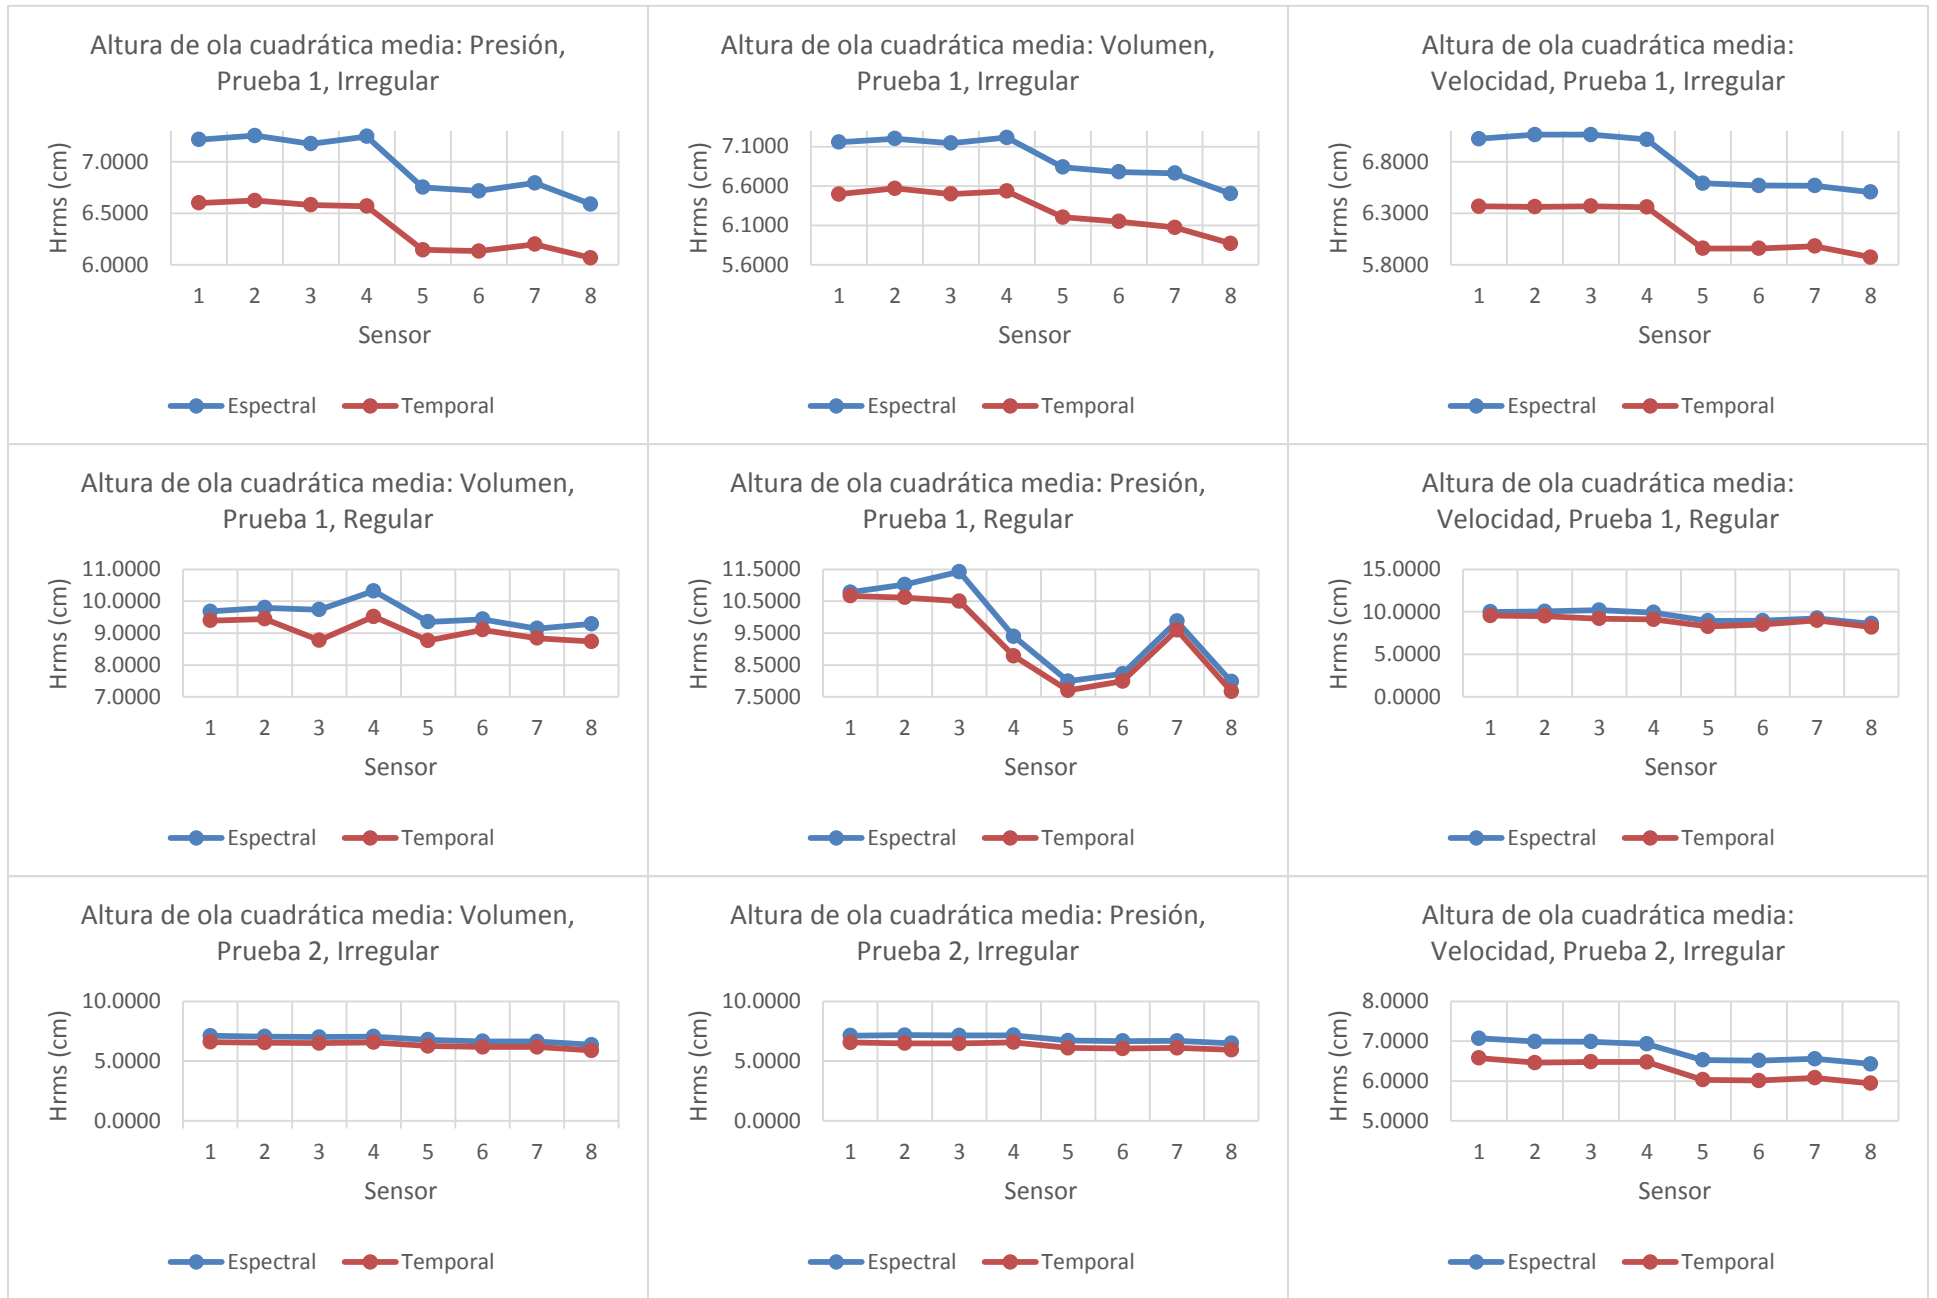 Altura de ola cuadrática media: Presión,
Prueba 1, Irregular
Hrms (cm)
7.0000
6.5000
6.0000
1 2 3 4 5 6 7 8
Sensor
Espectral Temporal
Altura de ola cuadrática media: Volumen,
Prueba 1, Irregular
Hrms (cm)
7.1000
6.6000
6.1000
5.6000
1 2 3 4 5 6 7 8
Sensor
Espectral Temporal
Altura de ola cuadrática media:
Velocidad, Prueba 1, Irregular
Hrms (cm)
6.8000
6.3000
5.8000
1 2 3 4 5 6 7 8
Sensor
Espectral Temporal
Altura de ola cuadrática media: Volumen,
Prueba 1, Regular
Hrms (cm)
11.0000
10.0000
9.0000
8.0000
7.0000
1 2 3 4 5 6 7 8
Sensor
Espectral Temporal
Altura de ola cuadrática media: Presión,
Prueba 1, Regular
Hrms (cm)
11.5000
10.5000
9.5000
8.5000
7.5000
1 2 3 4 5 6 7 8
Sensor
Espectral Temporal
Altura de ola cuadrática media:
Velocidad, Prueba 1, Regular
Hrms (cm)
15.0000
10.0000
5.0000
0.0000
1 2 3 4 5 6 7 8
Sensor
Espectral Temporal
Altura de ola cuadrática media: Volumen,
Prueba 2, Irregular
Hrms (cm)
10.0000
5.0000
0.0000
1 2 3 4 5 6 7 8
Sensor
Espectral Temporal
Altura de ola cuadrática media: Presión,
Prueba 2, Irregular
Hrms (cm)
10.0000
5.0000
0.0000
1 2 3 4 5 6 7 8
Sensor
Espectral Temporal
Altura de ola cuadrática media:
Velocidad, Prueba 2, Irregular
Hrms (cm)
8.0000
7.0000
6.0000
5.0000
1 2 3 4 5 6 7 8
Sensor
Espectral Temporal